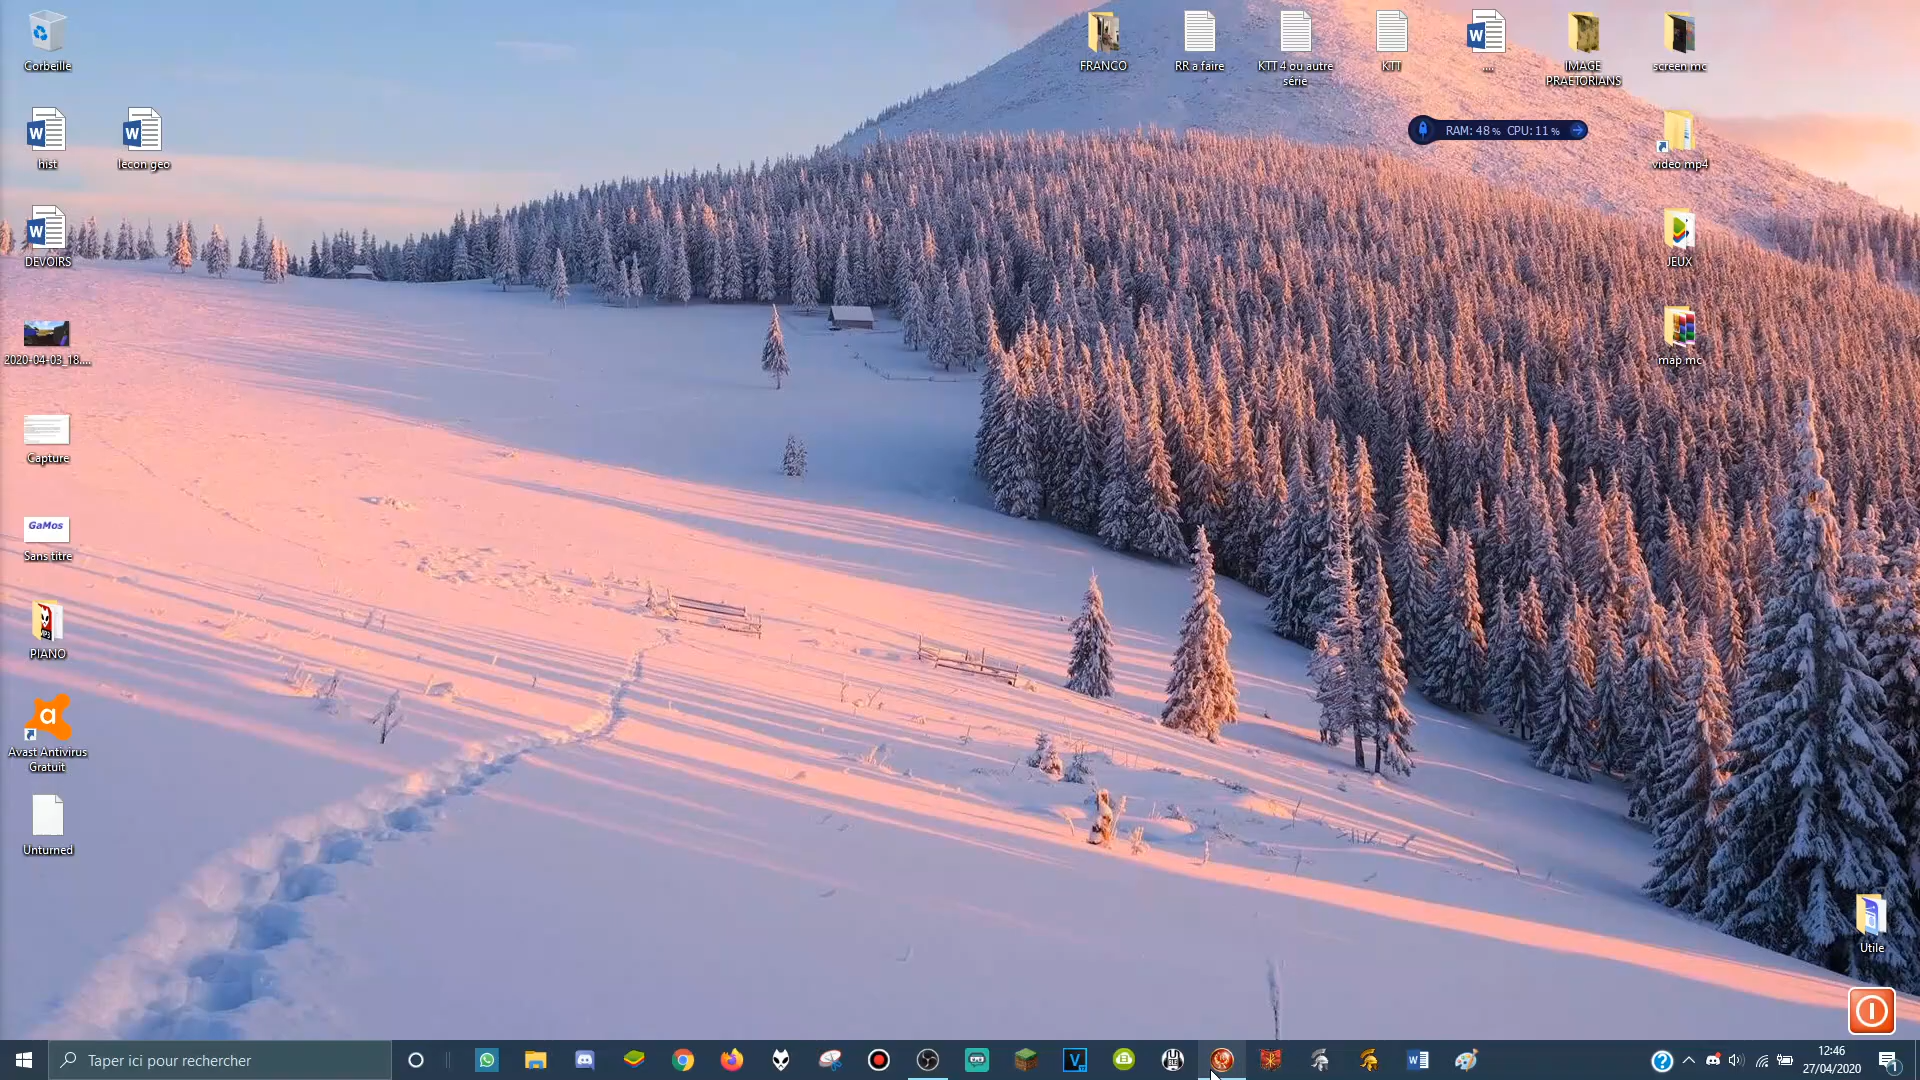 Corbeille
FRANCO
RR a faire
KTT 4 ou autre
série
KTT
...
IMAGE
PRAETORIANS
screen mc
RAM: 48% CPU: 11%
hist
lecon geo
video mp4
DEVOIRS
JEUX
2020-04-03_18....
map mc
Capture
GaMos
Sans titre
MP3
PIANO
a
Avast Antivirus
Gratuit
Unturned
Utile
Taper ici pour rechercher
12:46
27/04/2020
1